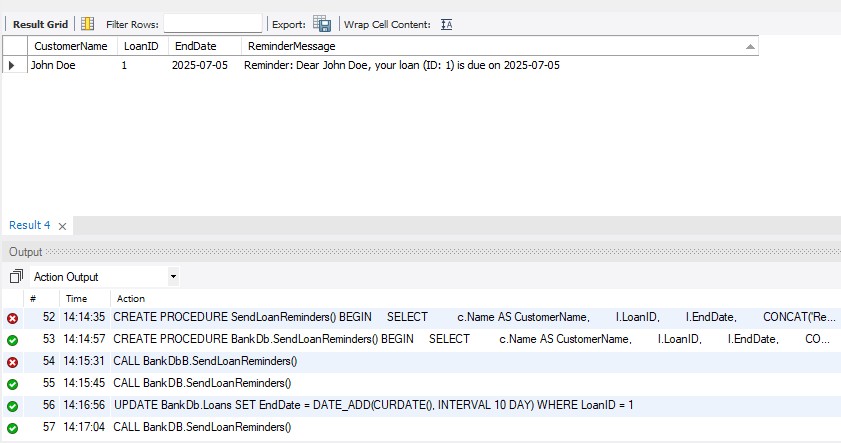 Result Grid Filter Rows: Export: Wrap Cell Content:
CustomerName LoanID EndDate ReminderMessage
John Doe 1 2025-07-05 Reminder: Dear John Doe, your loan (ID: 1) is due on 2025-07-05
Result 4
Output
Action Output
# Time Action
52 14:14:35 CREATE PROCEDURE SendLoanReminders() BEGIN SELECT c.Name AS CustomerName, l.LoanID, l.EndDate, CONCAT('Re...
53 14:14:57 CREATE PROCEDURE BankDb.SendLoanReminders() BEGIN SELECT c.Name AS CustomerName, l.LoanID, l.EndDate, CO...
54 14:15:31 CALL BankDbB.SendLoanReminders()
55 14:15:45 CALL BankDB.SendLoanReminders()
56 14:16:56 UPDATE BankDb.Loans SET EndDate = DATE_ADD(CURDATE(), INTERVAL 10 DAY) WHERE LoanID = 1
57 14:17:04 CALL BankDB.SendLoanReminders()